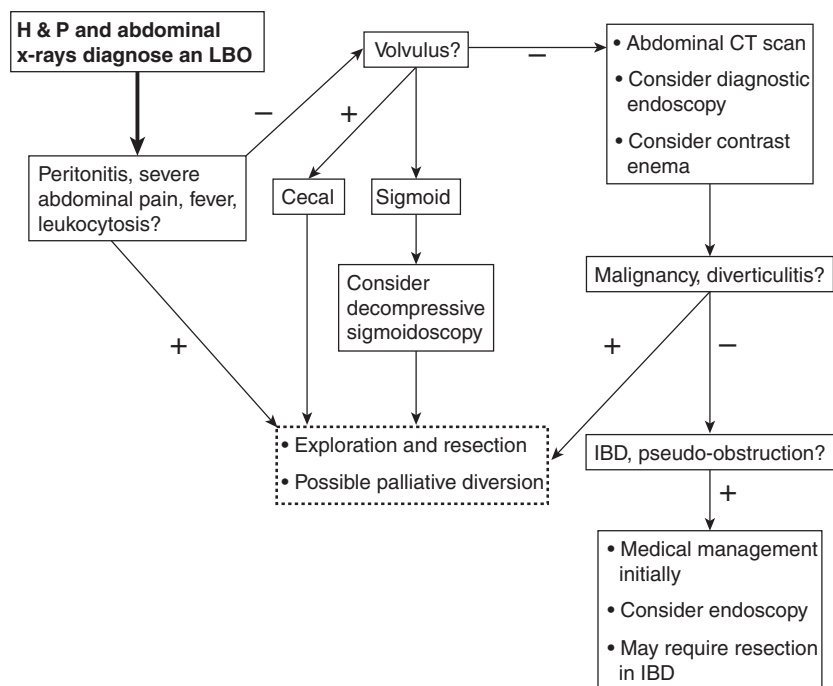 H & P and abdominal
x-rays diagnose an LBO
Volvulus?
−
• Abdominal CT scan
• Consider diagnostic
endoscopy
• Consider contrast
enema
−
+
Peritonitis, severe
abdominal pain, fever,
leukocytosis?
Cecal
Sigmoid
Consider
decompressive
sigmoidoscopy
Malignancy, diverticulitis?
+
+
−
• Exploration and resection
• Possible palliative diversion
IBD, pseudo-obstruction?
+
• Medical management
initially
• Consider endoscopy
• May require resection
in IBD